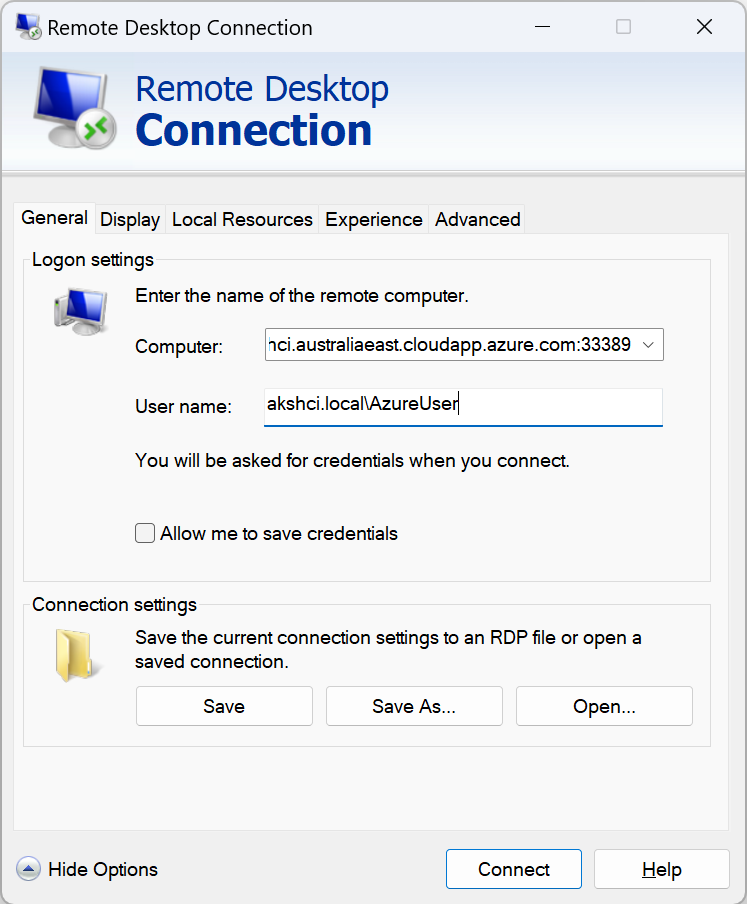 Remote Desktop Connection
Remote Desktop
Connection
General Display Local Resources Experience Advanced
Logon settings
Enter the name of the remote computer.
Computer: hci.australiaeast.cloudapp.azure.com:33389
User name: akshci.local\AzureUser
You will be asked for credentials when you connect.
Allow me to save credentials
Connection settings
Save the current connection settings to an RDP file or open a
saved connection.
Save Save As... Open...
Hide Options Connect Help